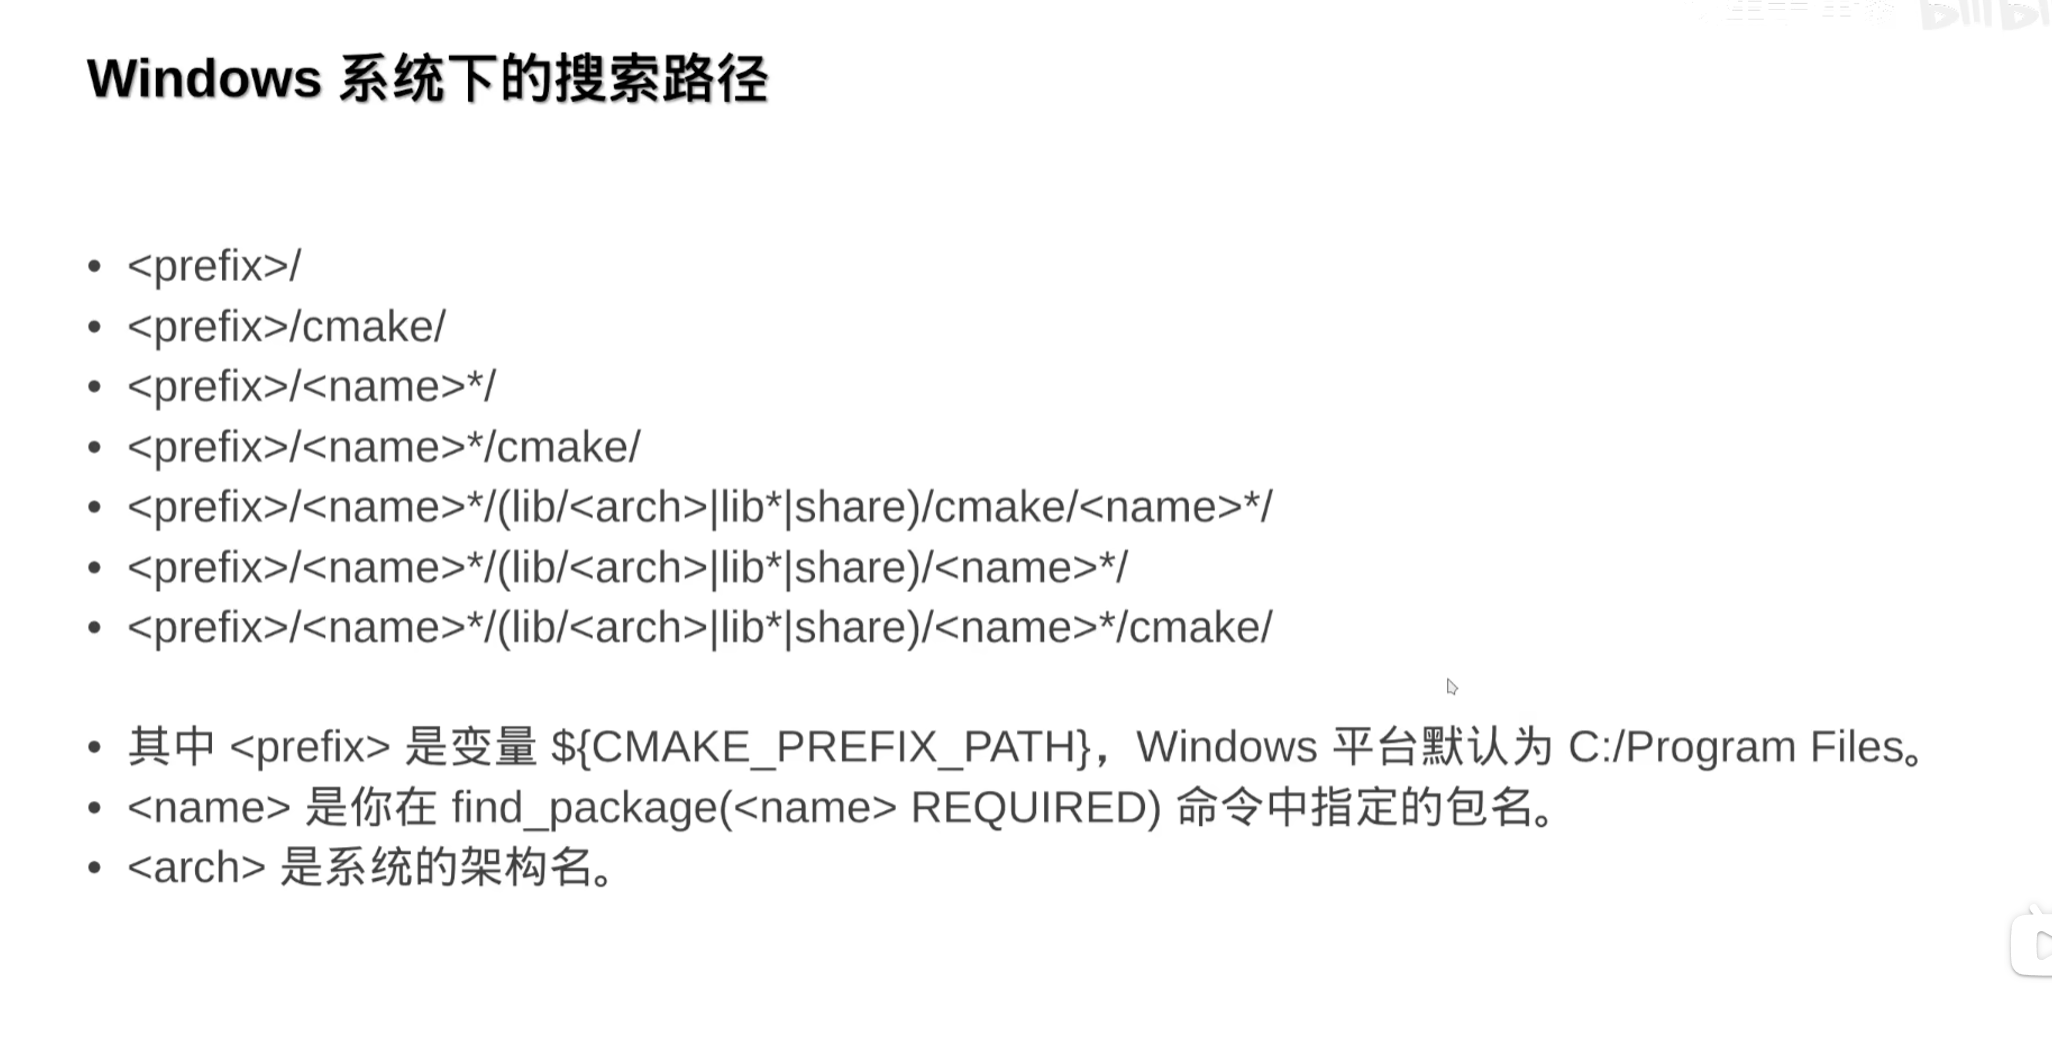 Windows 系统下的搜索路径
• <prefix>/
• <prefix>/cmake/
• <prefix>/<name>*/
• <prefix>/<name>*/cmake/
• <prefix>/<name>*/(lib/<arch>|lib*|share)/cmake/<name>*/
• <prefix>/<name>*/(lib/<arch>|lib*|share)/<name>*/
• <prefix>/<name>*/(lib/<arch>|lib*|share)/<name>*/cmake/
• 其中 <prefix> 是变量 ${CMAKE_PREFIX_PATH}，Windows 平台默认为 C:/Program Files。
• <name> 是你在 find_package(<name> REQUIRED) 命令中指定的包名。
• <arch> 是系统的架构名。